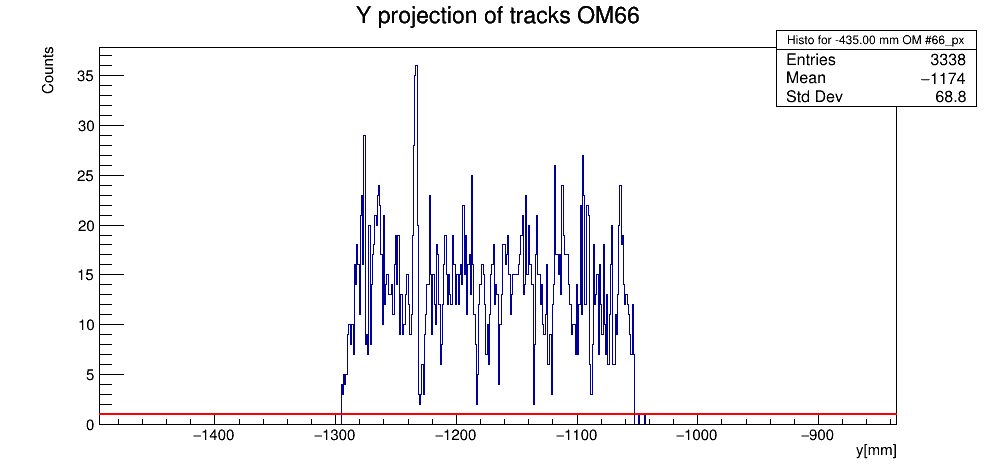 Y projection of tracks OM66
Histo for -435.00 mm OM #66_px
Entries 3338
Mean −1174
Std Dev 68.8
Counts
35
30
25
20
15
10
5
0
−1400 −1300 −1200 −1100 −1000 −900
y[mm]